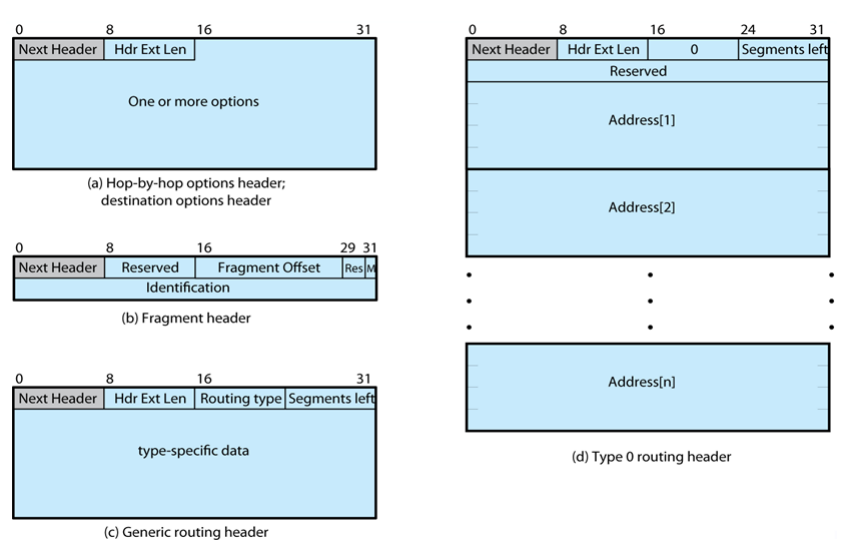 0 8 16 31
Next Header Hdr Ext Len
One or more options
(a) Hop-by-hop options header;
destination options header
0 8 16 29 31
Next Header Reserved Fragment Offset Res M
Identification
(b) Fragment header
0 8 16 31
Next Header Hdr Ext Len Routing type Segments left
type-specific data
(c) Generic routing header
0 8 16 24 31
Next Header Hdr Ext Len 0 Segments left
Reserved
Address[1]
Address[2]
Address[n]
(d) Type 0 routing header